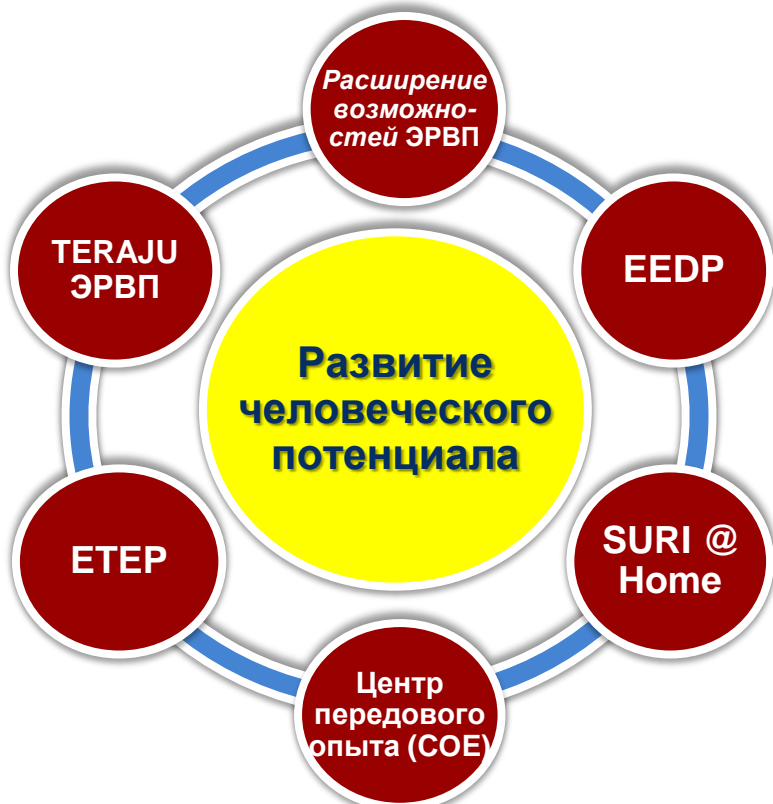 Расширение
возможно-
стей ЭРВП
EEDP
SURI @
Home
Центр
передового
опыта (COE)
ETEP
TERAJU
ЭРВП
Развитие
человеческого
потенциала